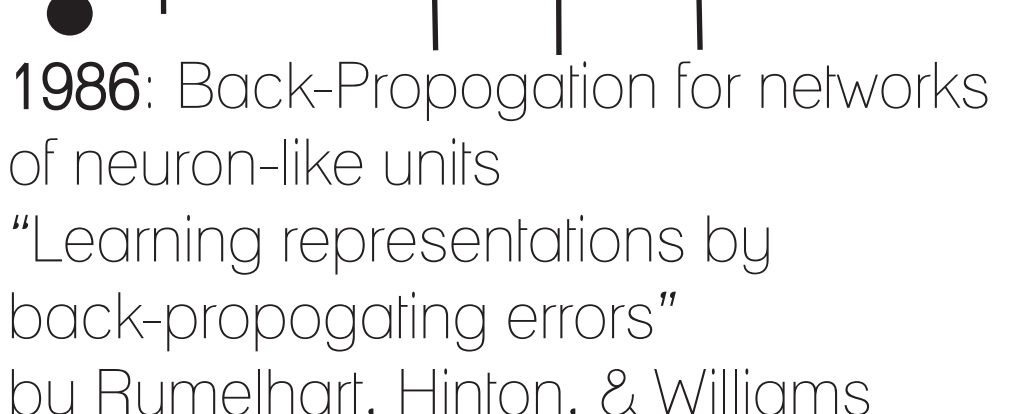 1986: Back-Propogation for networks
of neuron-like units
“Learning representations by
back-propogating errors”
by Rumelhart, Hinton, & Williams